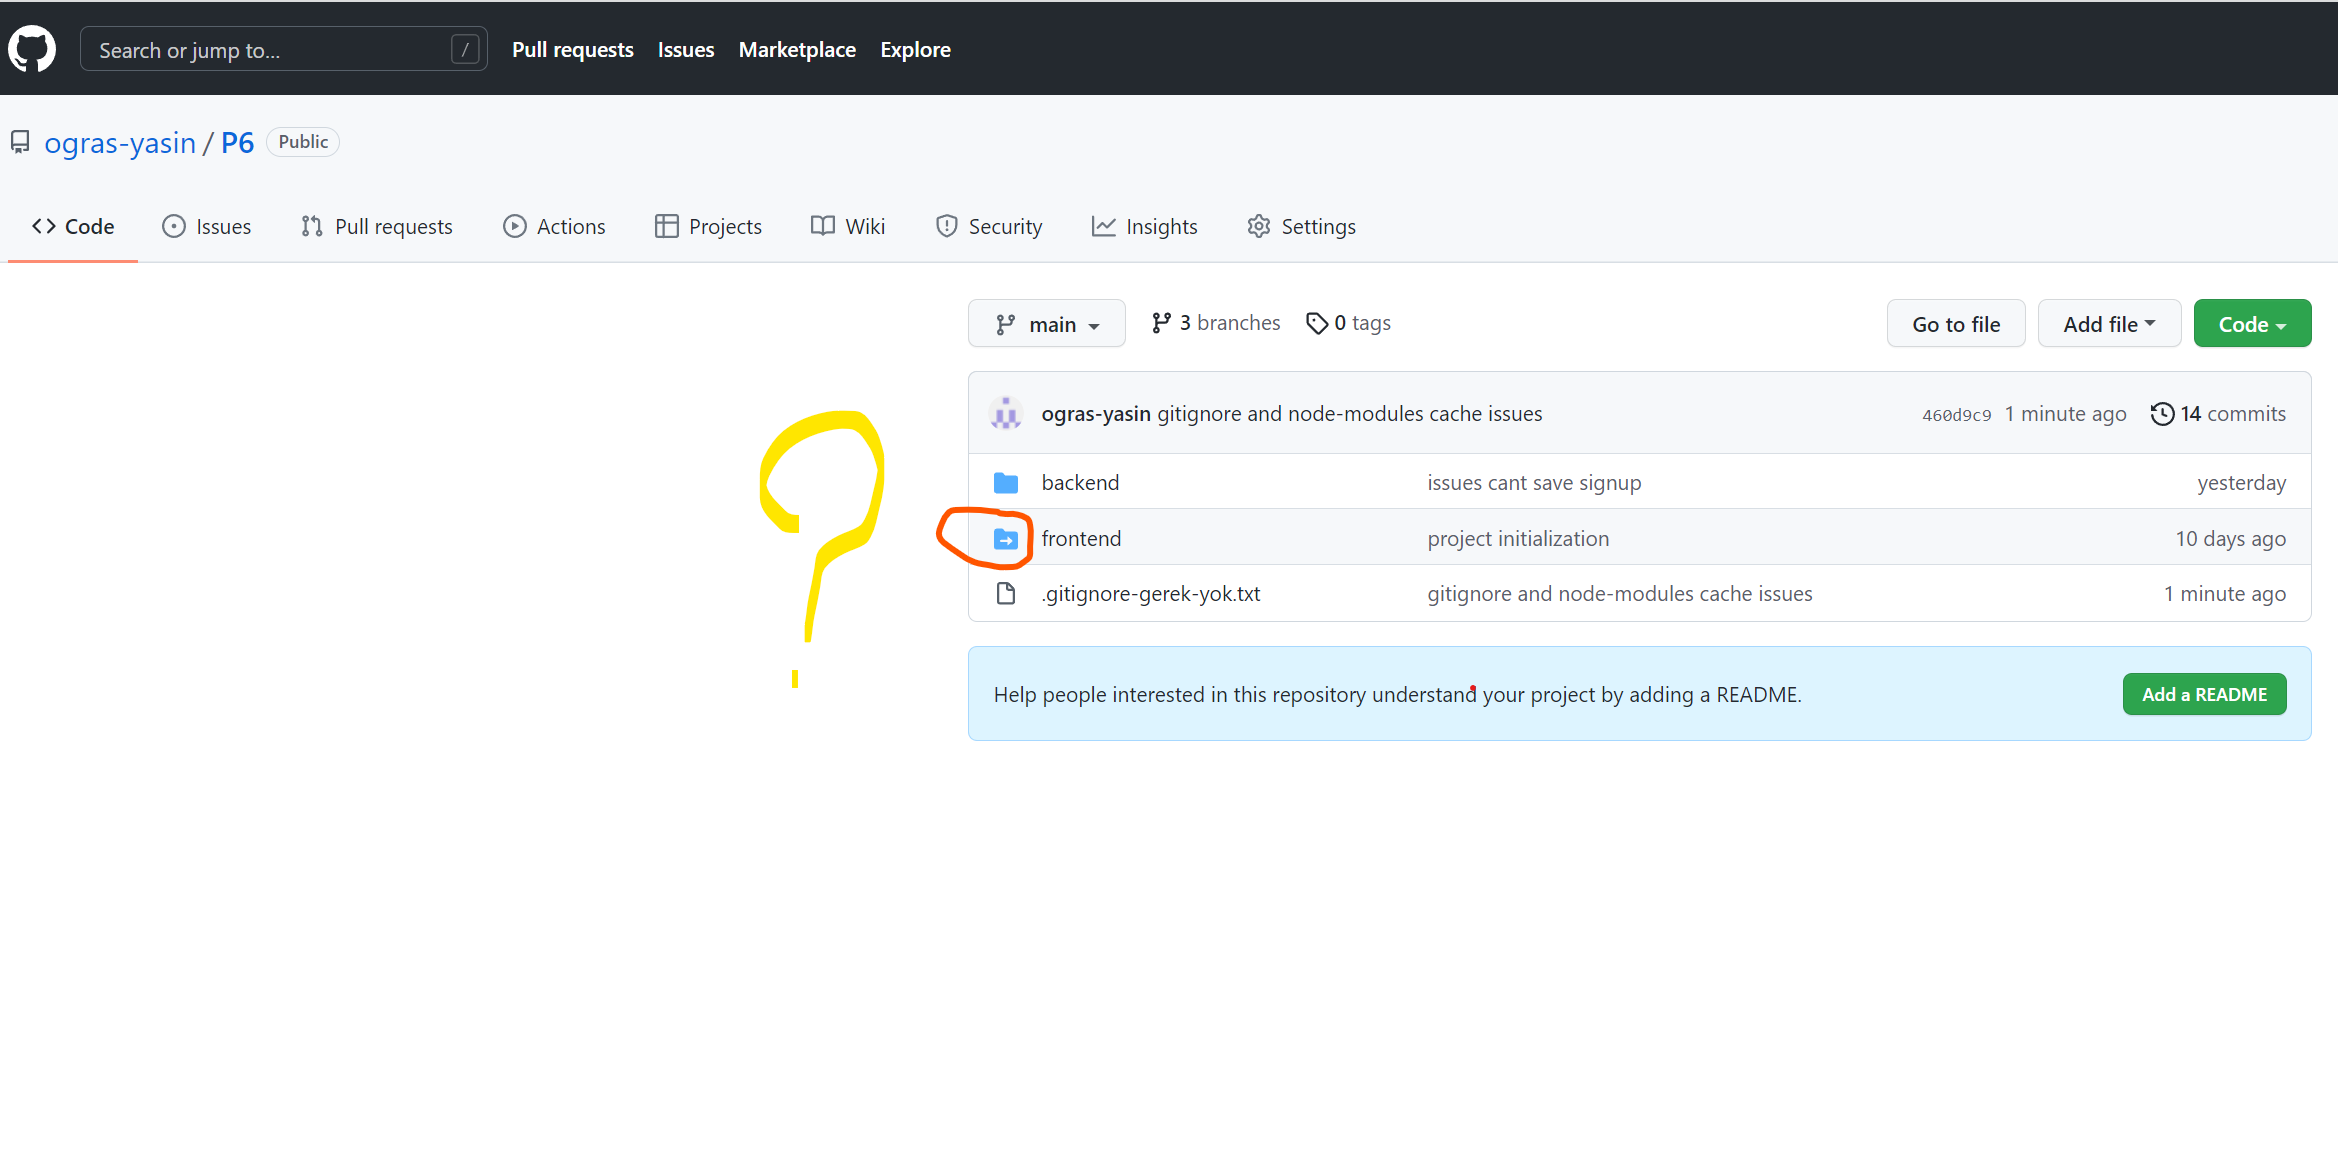 Search or jump to... / Pull requests Issues Marketplace Explore
ogras-yasin / P6 Public
Code Issues Pull requests Actions Projects Wiki Security Insights Settings
main 3 branches 0 tags Go to file Add file Code
ogras-yasin gitignore and node-modules cache issues 460d9c9 1 minute ago 14 commits
backend issues cant save signup yesterday
frontend project initialization 10 days ago
.gitignore-gerek-yok.txt gitignore and node-modules cache issues 1 minute ago
?
Help people interested in this repository understand your project by adding a README. Add a README